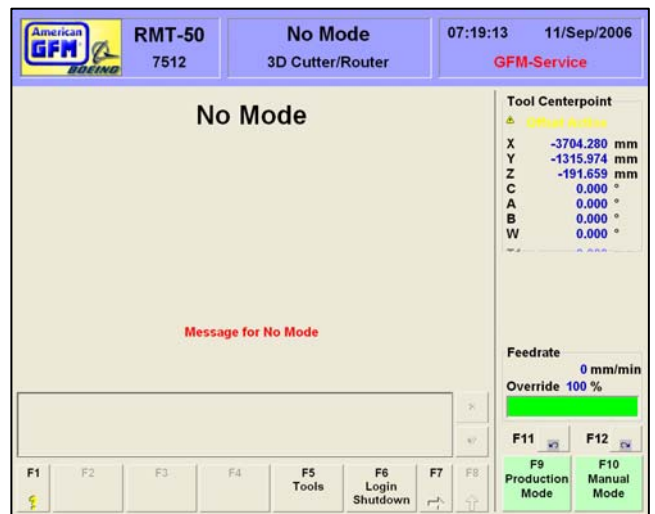 American
GFM
BOEING
RMT-50
7512
No Mode
3D Cutter/Router
07:19:13 11/Sep/2006
GFM-Service
No Mode
Message for No Mode
Tool Centerpoint
Offset Active
X -3704.280 mm
Y -1315.974 mm
Z -191.659 mm
C 0.000 °
A 0.000 °
B 0.000 °
W 0.000 °
Feedrate
0 mm/min
Override 100 %
F11 F12
F1 F2 F3 F4 F5 F6 F7 F8
Tools Login
Shutdown
F9 F10
Production Manual
Mode Mode